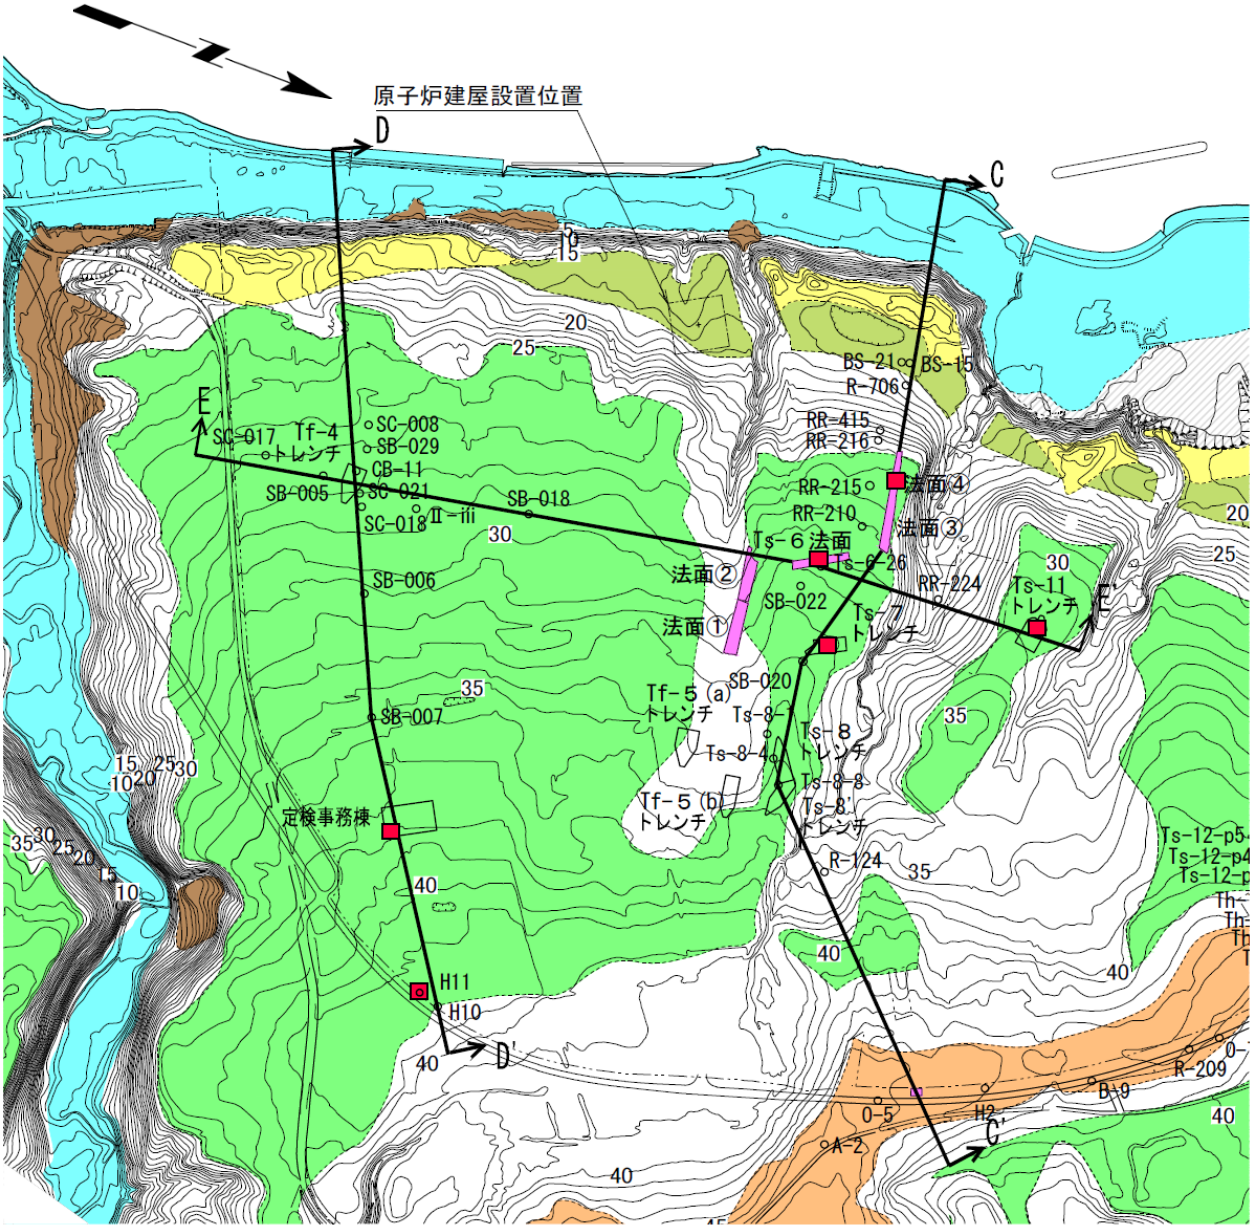 原子炉建屋設置位置
D
C
5
10
15
20
25
BS-21
BS-15
R-706
E
SC-008
RR-415
SC-017
Tf-4
トレンチ
SB-029
RR-216
CB-11
SB-005
SC-021
RR-215
法面④
SB-018
SC-018
Ⅱ-ⅲ
20
RR-210
法面③
30
Ts-6法面
25
30
Ts-6-26
法面②
SB-006
SB-022
RR-224
Ts-11
トレンチ
E'
Ts-7
トレンチ
法面①
SB-020
35
Tf-5(a)
トレンチ
SB-007
Ts-8-1
35
Ts-8
トレンチ
Ts-8-4
15
25
30
10
20
Ts-8-8
Tf-5(b)
トレンチ
Ts-8'
トレンチ
定検事務棟
35
30
25
20
15
10
Ts-12-p5
Ts-12-p4
Ts-12-p
R-124
35
40
Th-
Th-
Th
T
40
40
H11
H10
D'
40
O-
R-209
B-9
H2
O-5
40
C'
A-2
40
45